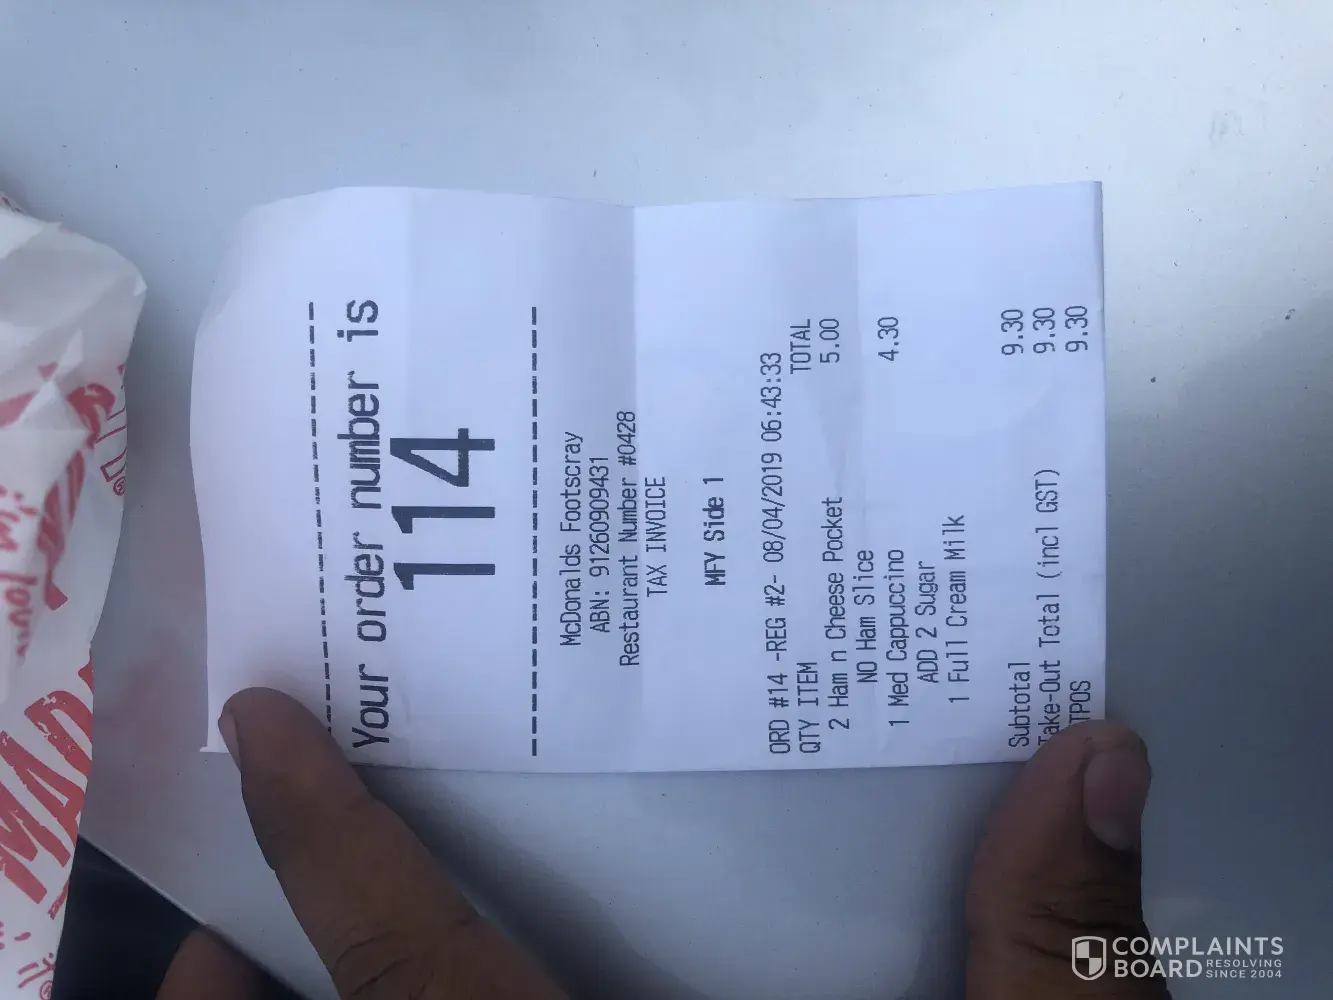 --------------------------------
Your order number is
114
--------------------------------
McDonalds Footscray
ABN: 91260909431
Restaurant Number #0428
TAX INVOICE
MFY Side 1
ORD #14 -REG #2- 08/04/2019 06:43:33
QTY ITEM TOTAL
2 Ham n Cheese Pocket 5.00
NO Ham Slice
1 Med Cappuccino 4.30
ADD 2 Sugar
1 Full Cream Milk
Subtotal 9.30
Take-Out Total (incl GST) 9.30
TPOS 9.30
i'm lovin
MAD
COMPLAINTS
BOARD RESOLVING
SINCE 2004